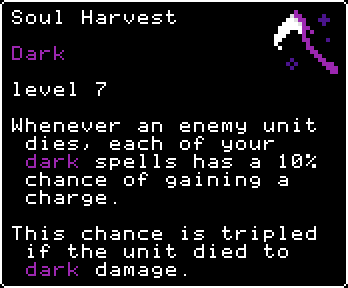 Soul Harvest
Dark
level 7
Whenever an enemy unit
dies, each of your
dark spells has a 10%
chance of gaining a
charge.
This chance is tripled
if the unit died to
dark damage.